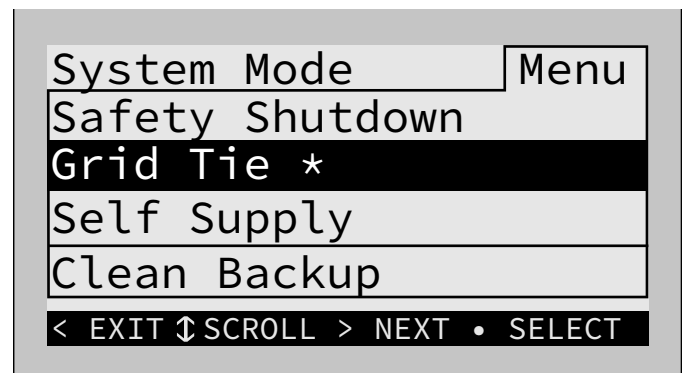 System Mode Menu
Safety Shutdown
Grid Tie *
Self Supply
Clean Backup
< EXIT ↕ SCROLL > NEXT • SELECT